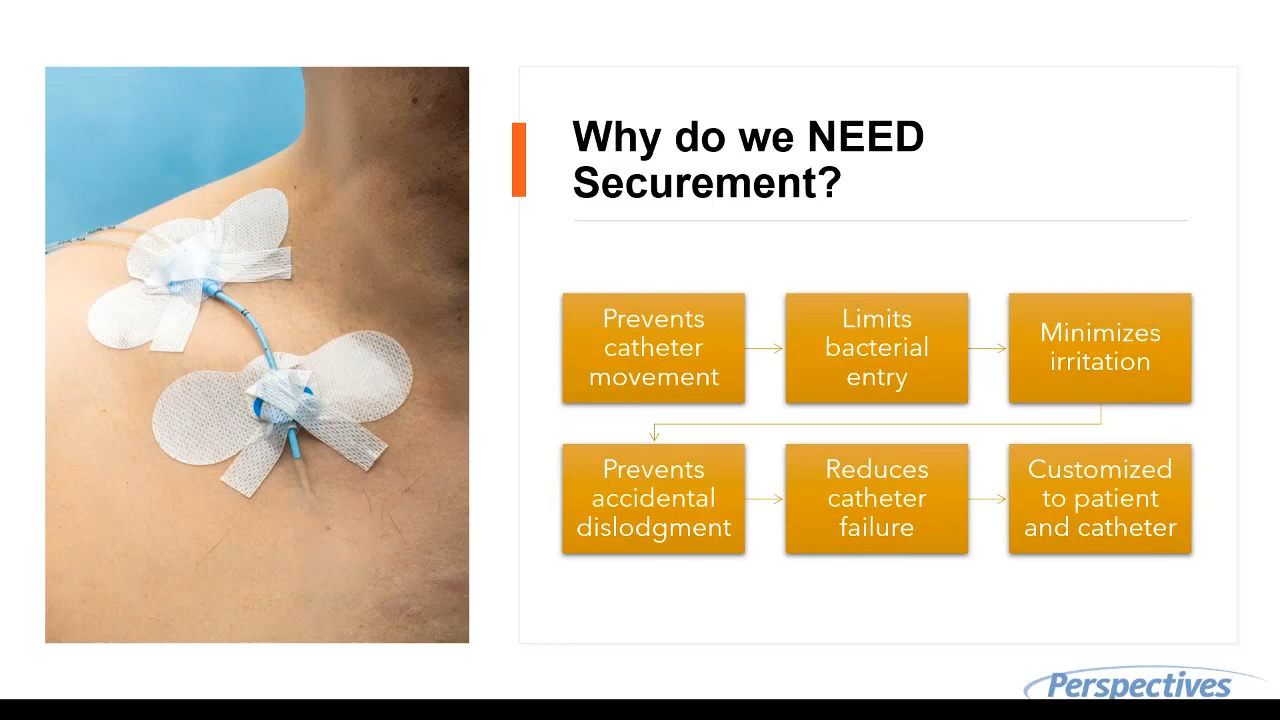 Why do we NEED
Securement?
Prevents
catheter
movement
Limits
bacterial
entry
Minimizes
irritation
Prevents
accidental
dislodgment
Reduces
catheter
failure
Customized
to patient
and catheter
Perspectives